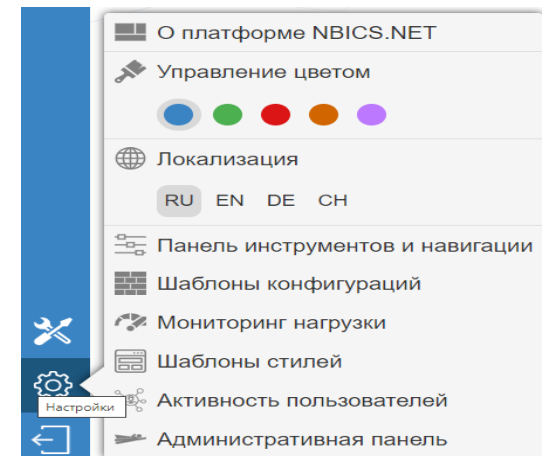 О платформе NBICS.NET
Управление цветом
Локализация
RU EN DE CH
Панель инструментов и навигации
Шаблоны конфигураций
Мониторинг нагрузки
Шаблоны стилей
Активность пользователей
Настройки
Административная панель